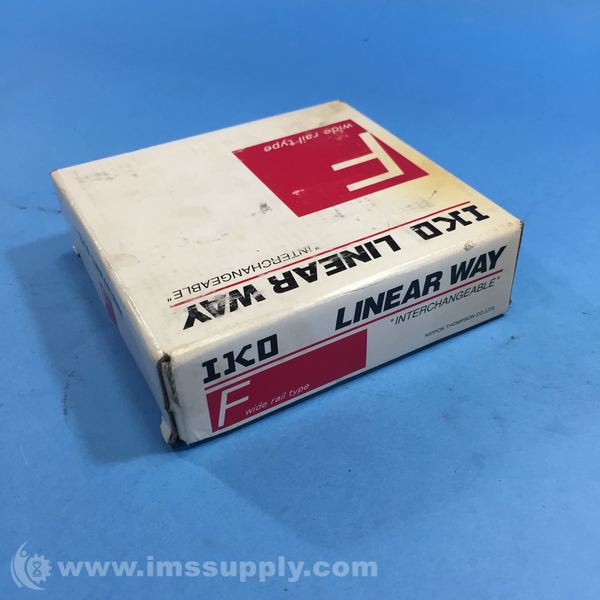 F
wide rail type
IKO LINEAR WAY
"INTERCHANGEABLE"
IKO LINEAR WAY
"INTERCHANGEABLE"
F
wide rail type
NIPPON THOMPSON CO., LTD.
www.imssupply.com